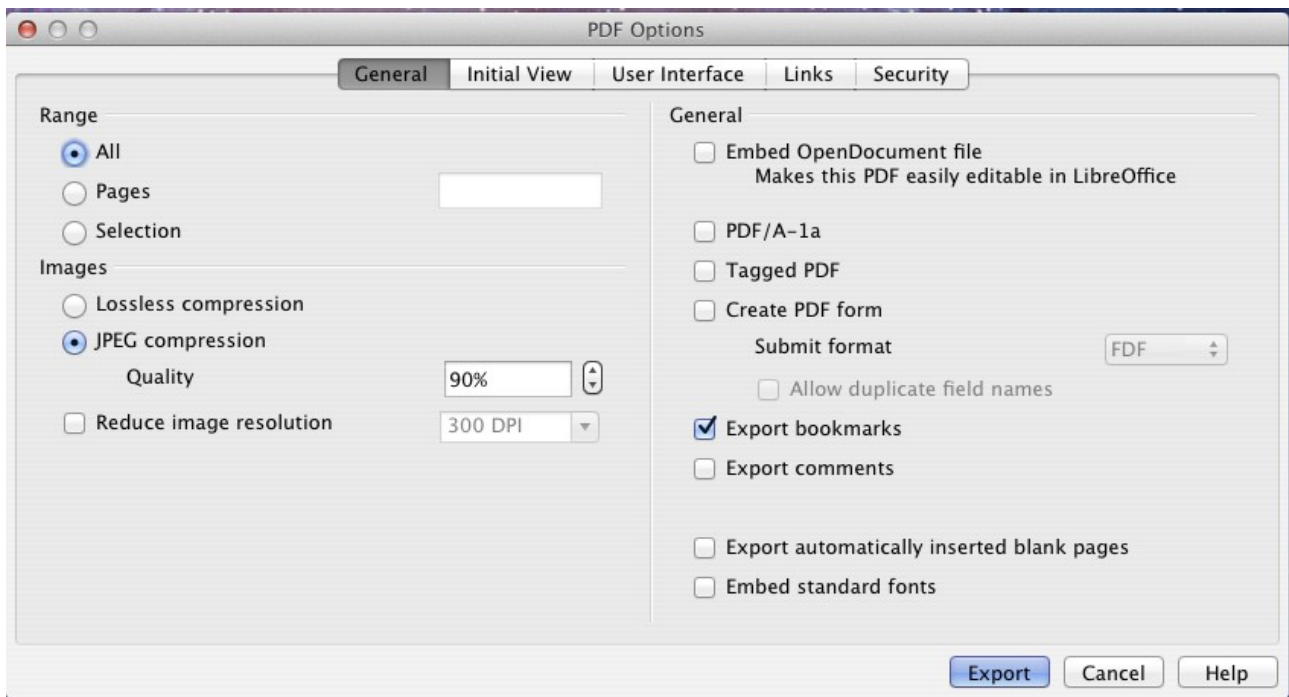 PDF Options
General Initial View User Interface Links Security
Range
All
Pages
Selection
Images
Lossless compression
JPEG compression
Quality 90%
Reduce image resolution 300 DPI
General
Embed OpenDocument file
Makes this PDF easily editable in LibreOffice
PDF/A-1a
Tagged PDF
Create PDF form
Submit format FDF
Allow duplicate field names
Export bookmarks
Export comments
Export automatically inserted blank pages
Embed standard fonts
Export Cancel Help